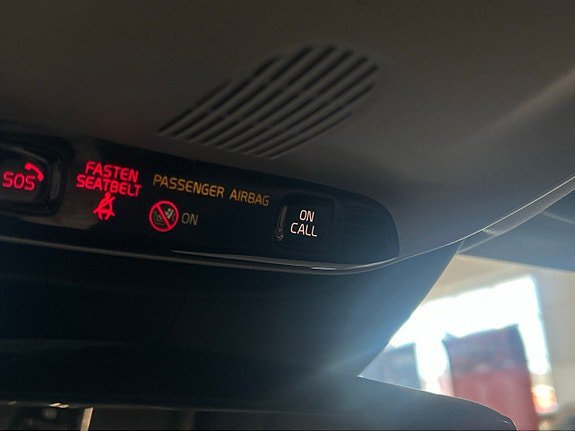 SOS
FASTEN
SEATBELT
PASSENGER AIRBAG
ON
ON
CALL